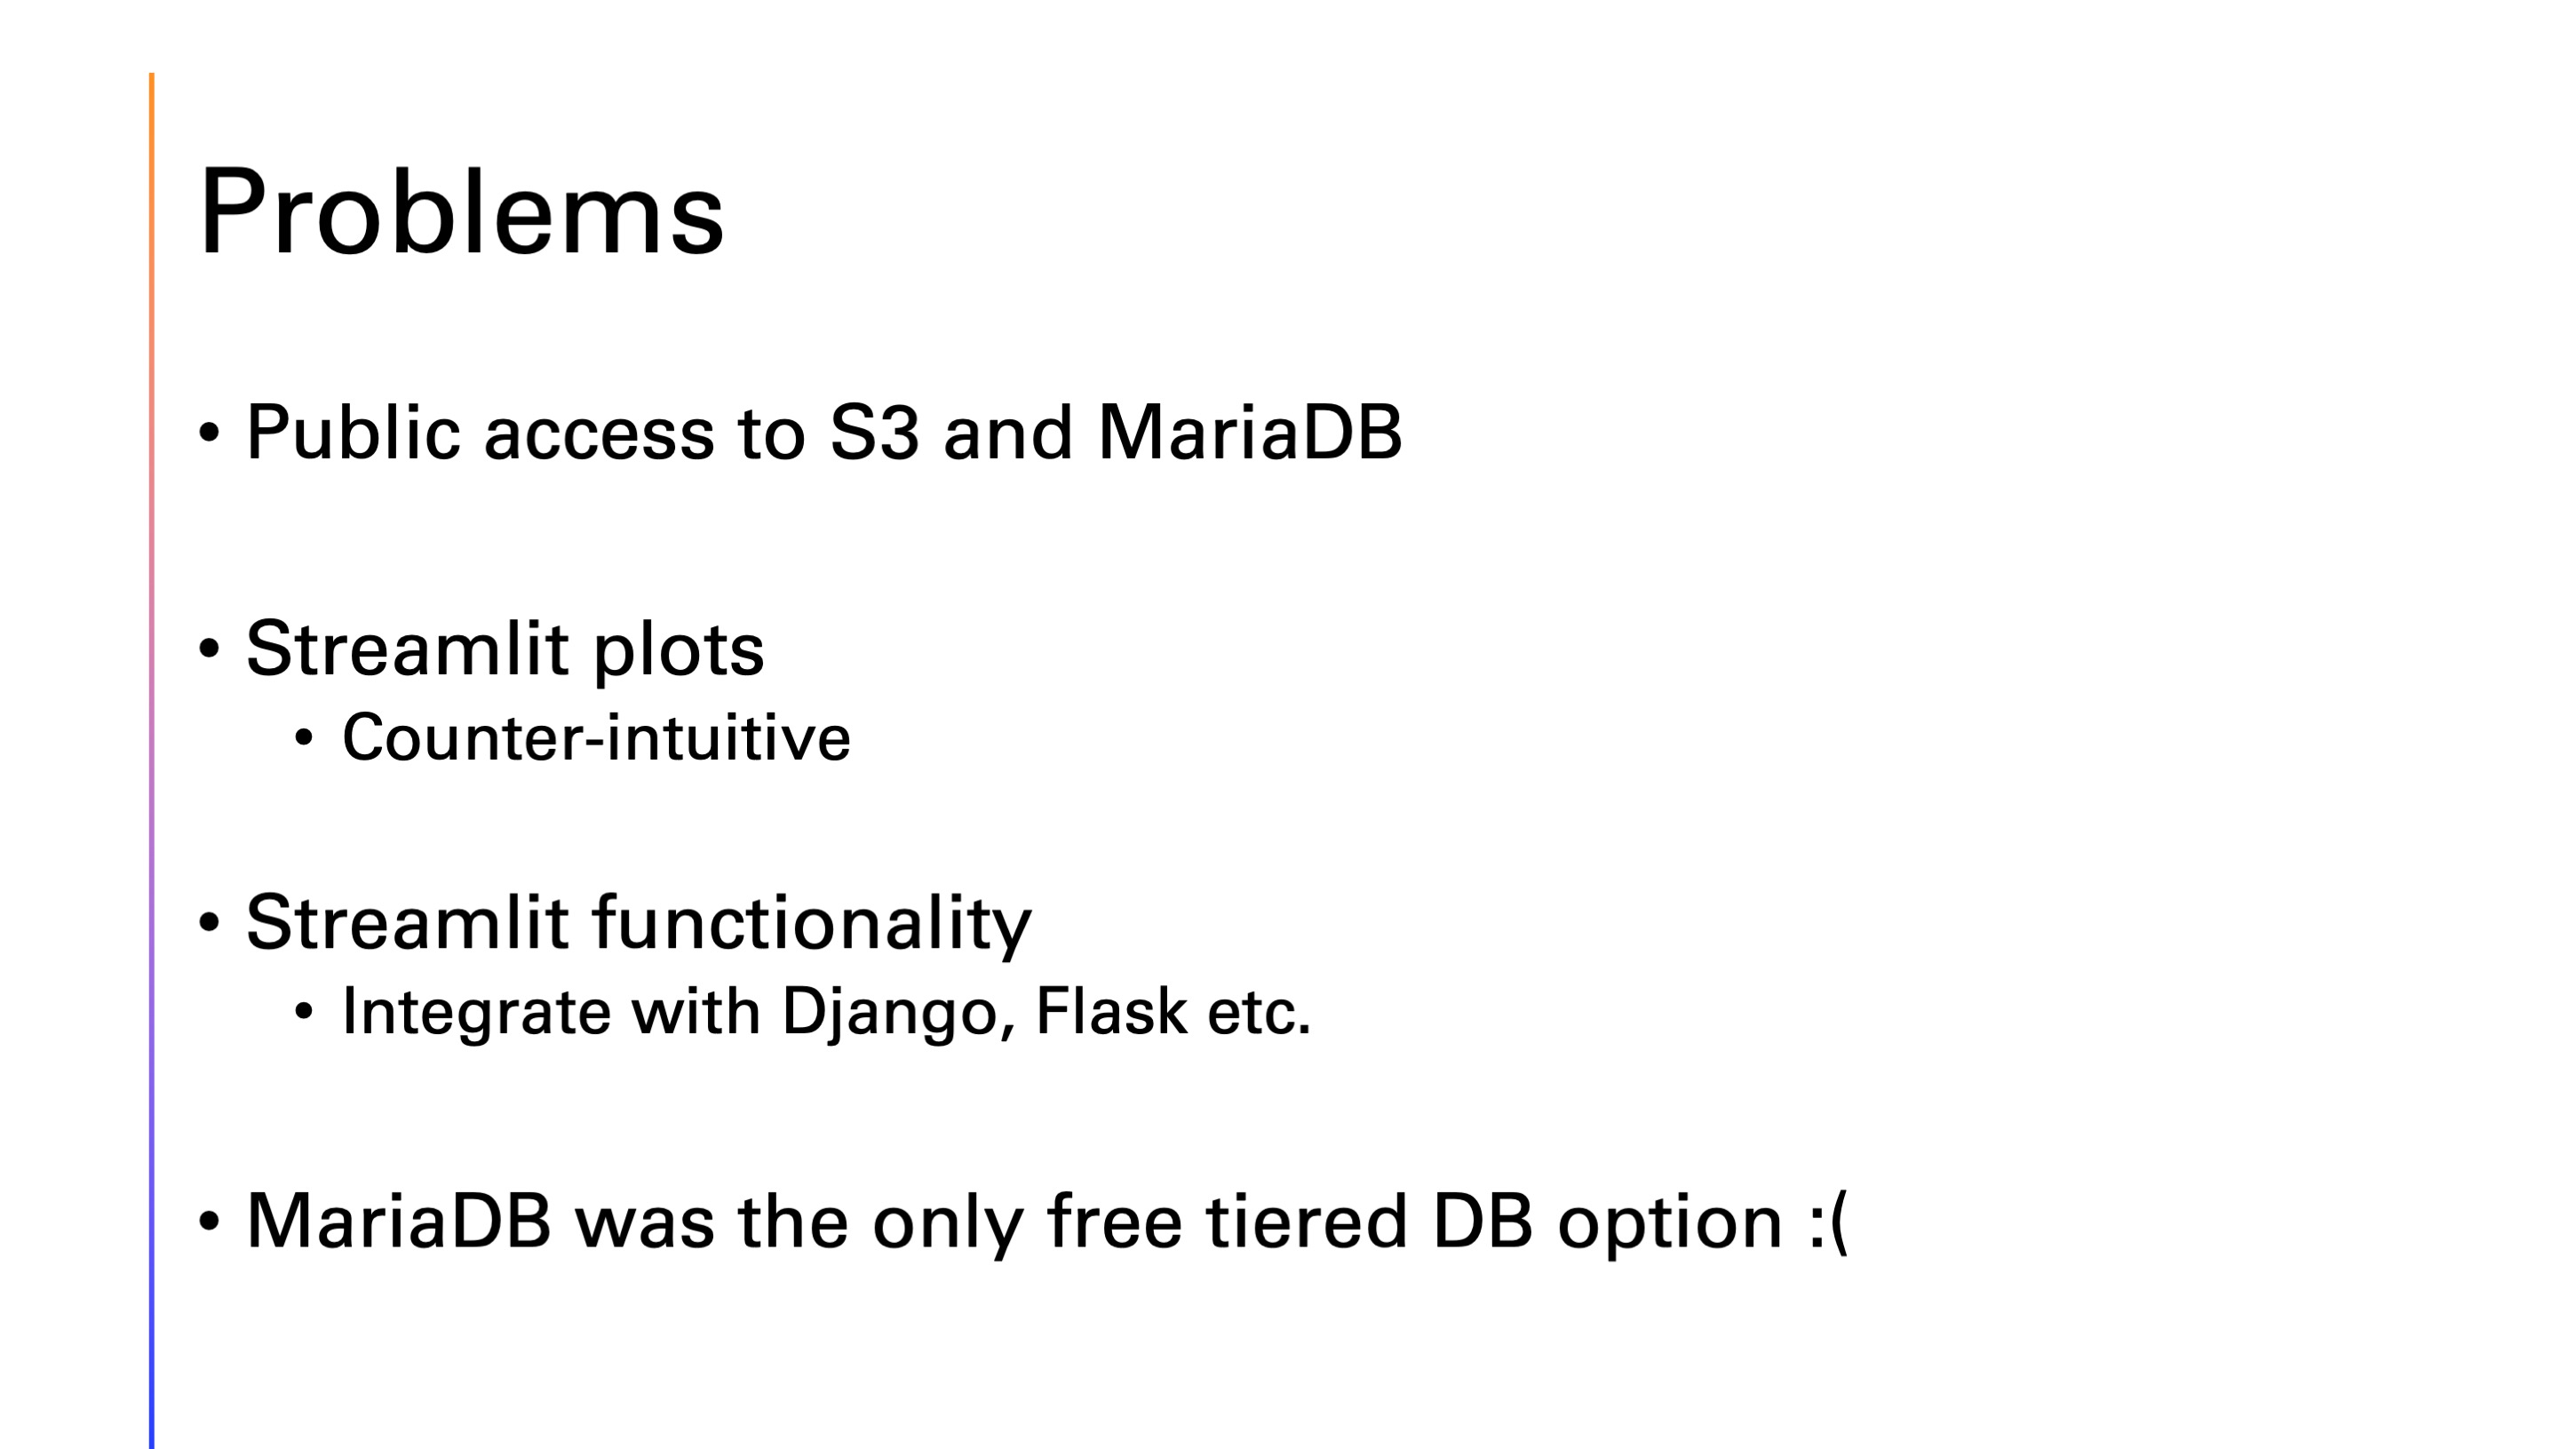 Problems
• Public access to S3 and MariaDB
• Streamlit plots
• Counter-intuitive
• Streamlit functionality
• Integrate with Django, Flask etc.
• MariaDB was the only free tiered DB option :(